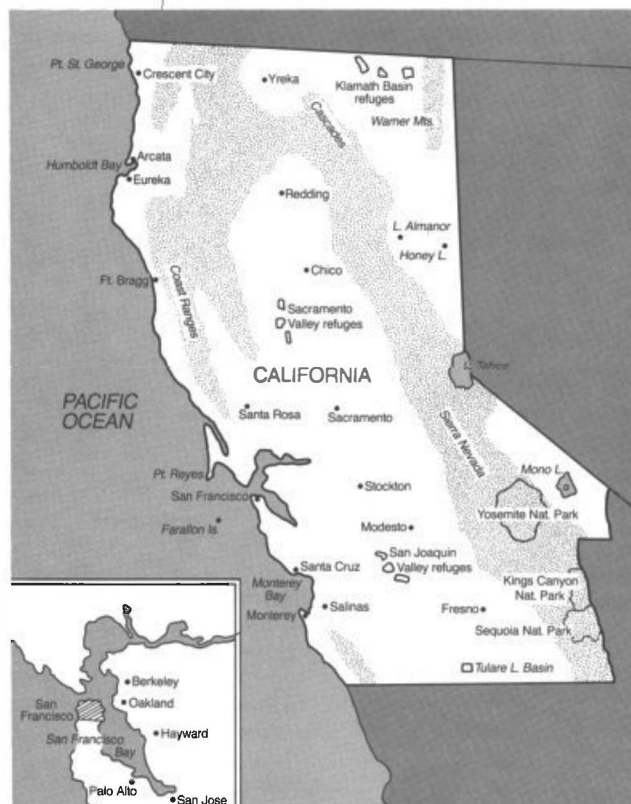 Pt. St. George
Crescent City
Yreka
Klamath Basin
refuges
Cascades
Warner Mts.
Humboldt Bay
Arcata
Eureka
Redding
L. Almanor
Honey L.
Ft. Bragg
Coast Ranges
Chico
Sacramento
Valley refuges
L. Tahoe
CALIFORNIA
PACIFIC
OCEAN
Santa Rosa
Sacramento
Sierra Nevada
Pt. Reyes
Mono L.
San Francisco
Stockton
Yosemite Nat. Park
Farallon Is
Modesto
San Joaquin
Valley refuges
Santa Cruz
Monterey
Bay
Kings Canyon
Nat. Park
Monterey
Salinas
Fresno
Sequoia Nat. Park
Tulare L. Basin
Berkeley
San
Francisco
Oakland
San Francisco
Bay
Hayward
Palo Alto
San Jose